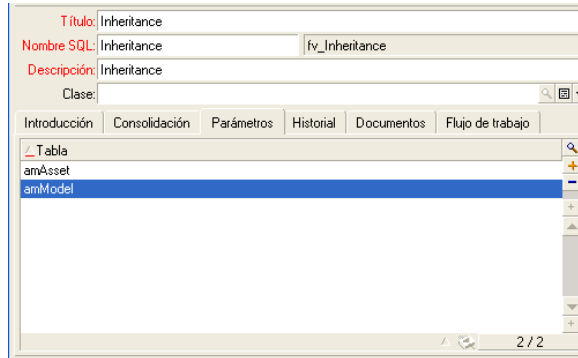 Título: Inheritance
Nombre SQL: Inheritance fv_Inheritance
Descripción: Inheritance
Clase:
Introducción Consolidación Parámetros Historial Documentos Flujo de trabajo
Tabla
amAsset
amModel
2 / 2